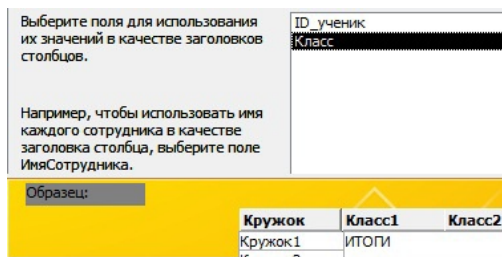 Выберите поля для использования
их значений в качестве заголовков
столбцов.
ID_ученик
Класс
Например, чтобы использовать имя
каждого сотрудника в качестве
заголовка столбца, выберите поле
ИмяСотрудника.
Образец:
Кружок Класс1 Класс2
Кружок1 ИТОГИ